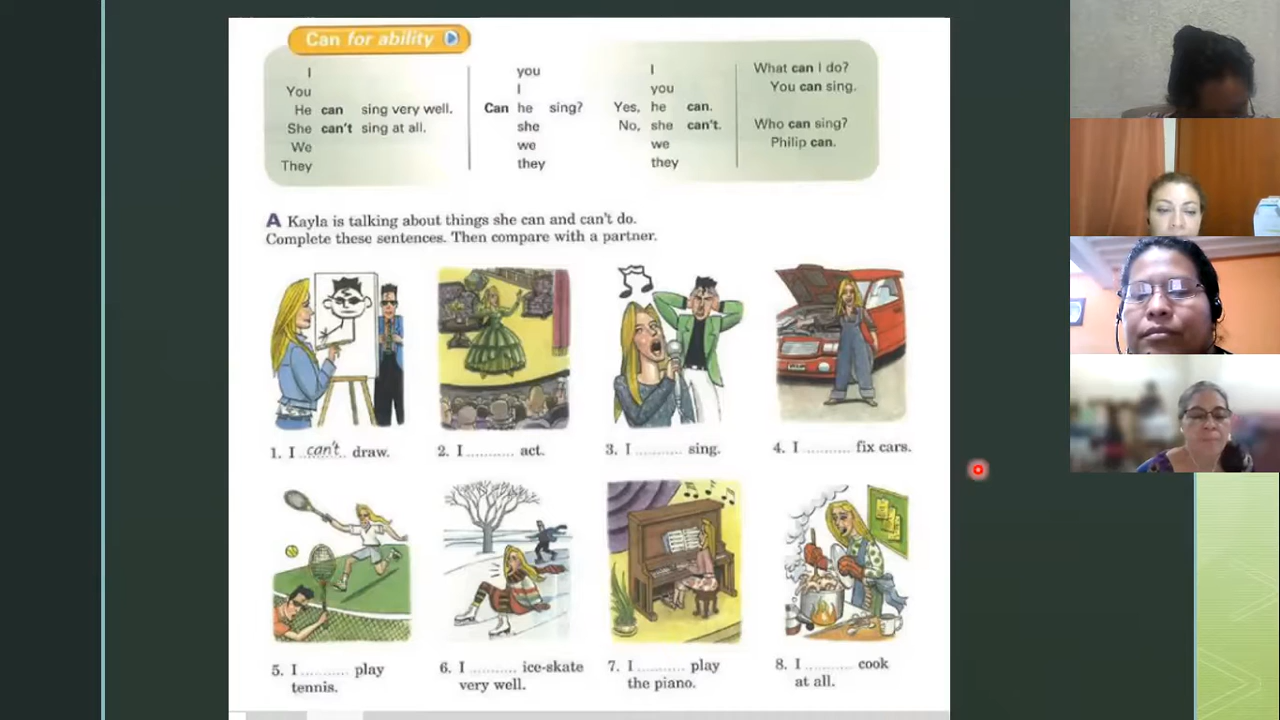 Can for ability
I
You
He can sing very well.
She can't sing at all.
We
They
you
I
Can he sing?
she
we
they
I
you
Yes, he can.
No, she can't.
we
they
What can I do?
You can sing.
Who can sing?
Philip can.
A Kayla is talking about things she can and can't do.
Complete these sentences. Then compare with a partner.
1. I can't draw.
2. I .......... act.
3. I .......... sing.
4. I .......... fix cars.
5. I .......... play
tennis.
6. I .......... ice-skate
very well.
7. I .......... play
the piano.
8. I .......... cook
at all.